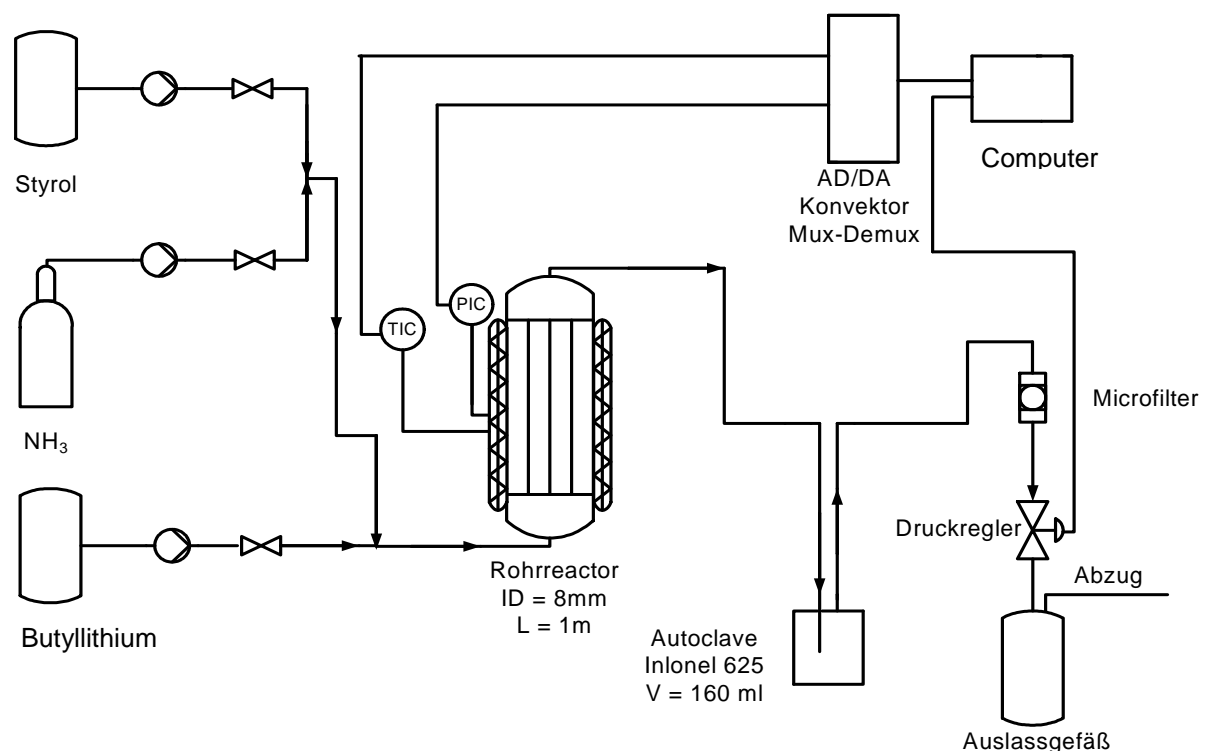 Styrol
NH₃
Butyllithium
TIC
PIC
Rohrreactor
ID = 8mm
L = 1m
AD/DA
Konvektor
Mux-Demux
Computer
Microfilter
Druckregler
Abzug
Autoclave
Inlonel 625
V = 160 ml
Auslassgefäß